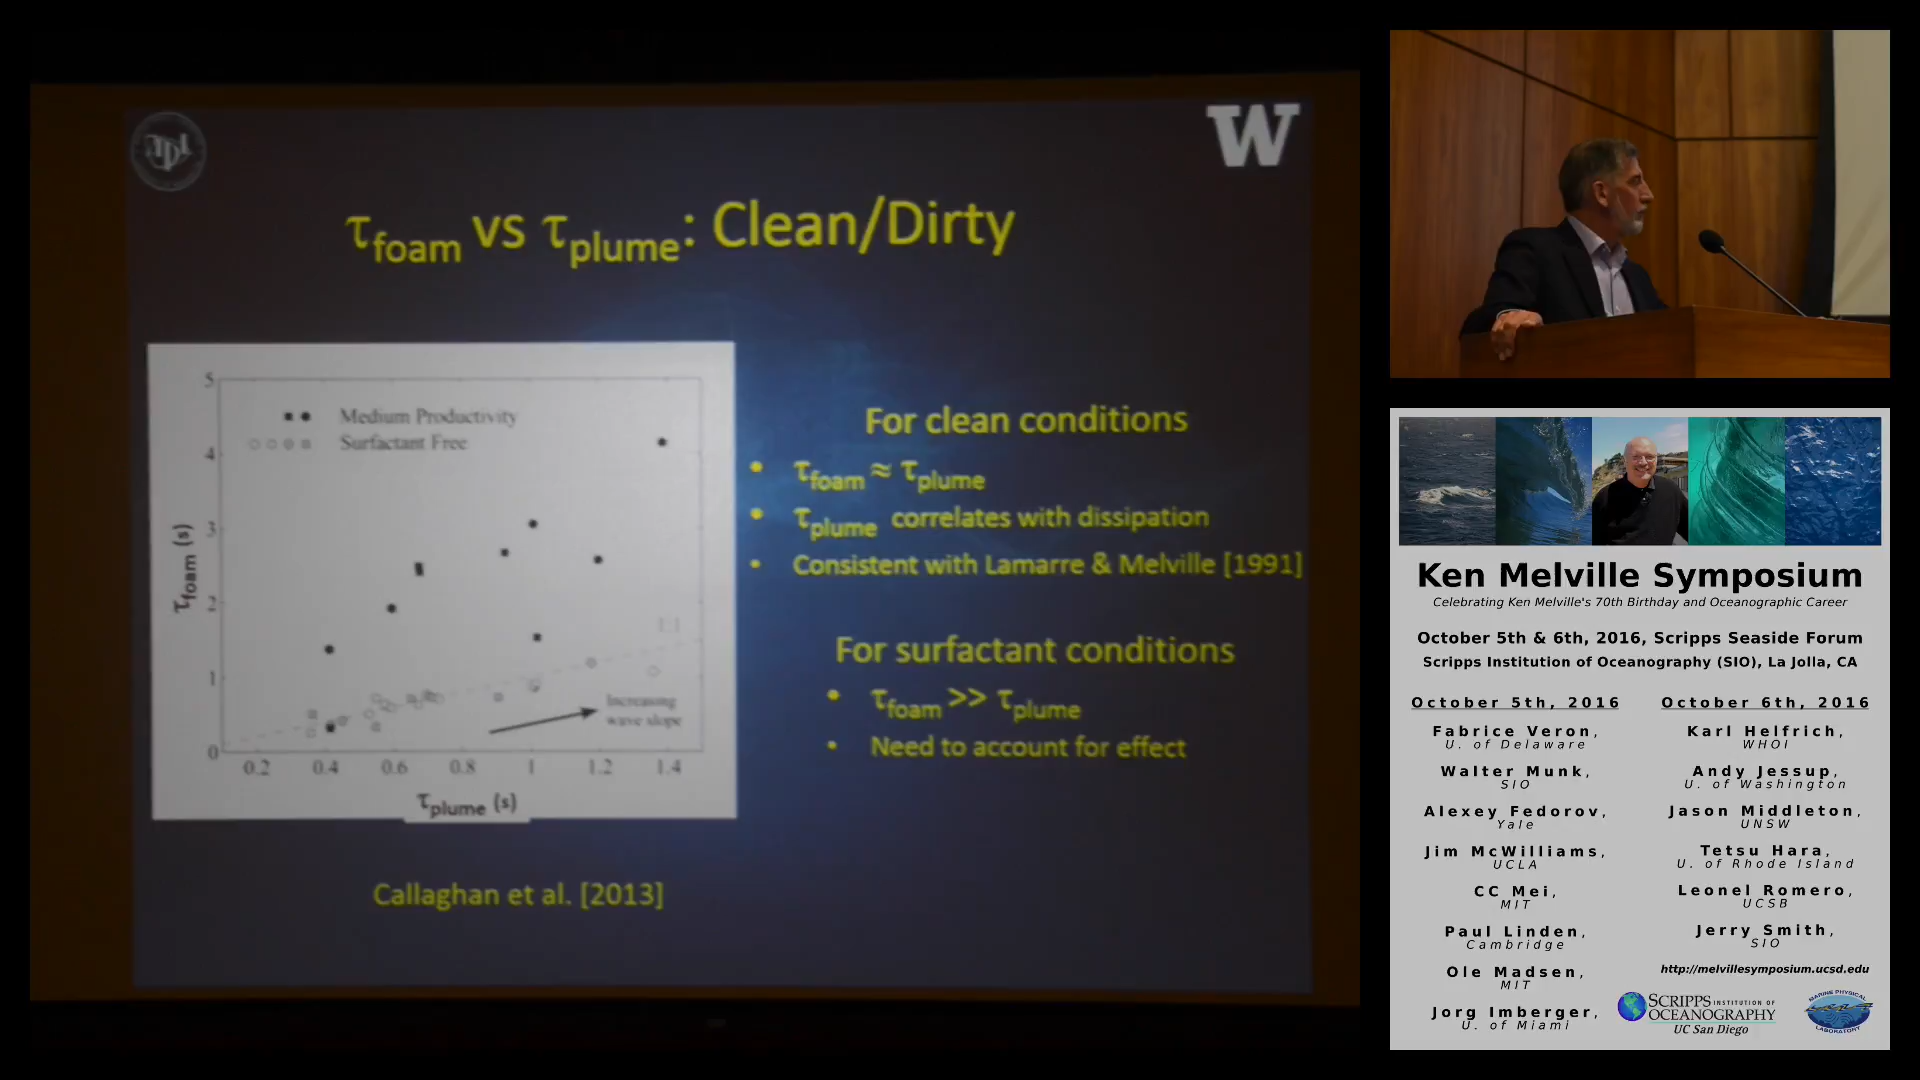 APL
W
τfoam vs τplume: Clean/Dirty
5
4
3
2
1
0
Medium Productivity
Surfactant Free
1:1
Increasing
wave slope
0.2 0.4 0.6 0.8 1 1.2 1.4
τfoam (s)
τplume (s)
Callaghan et al. [2013]
For clean conditions
• τfoam ≈ τplume
• τplume correlates with dissipation
• Consistent with Lamarre & Melville [1991]
For surfactant conditions
• τfoam >> τplume
• Need to account for effect
Ken Melville Symposium
Celebrating Ken Melville's 70th Birthday and Oceanographic Career
October 5th & 6th, 2016, Scripps Seaside Forum
Scripps Institution of Oceanography (SIO), La Jolla, CA
October 5th, 2016
Fabrice Veron,
U. of Delaware
Walter Munk,
SIO
Alexey Fedorov,
Yale
Jim McWilliams,
UCLA
CC Mei,
MIT
Paul Linden,
Cambridge
Ole Madsen,
MIT
Jorg Imberger,
U. of Miami
October 6th, 2016
Karl Helfrich,
WHOI
Andy Jessup,
U. of Washington
Jason Middleton,
UNSW
Tetsu Hara,
U. of Rhode Island
Leonel Romero,
UCSB
Jerry Smith,
SIO
http://melvillesymposium.ucsd.edu
SCRIPPS INSTITUTION OF
OCEANOGRAPHY
UC San Diego
MARINE PHYSICAL
LABORATORY